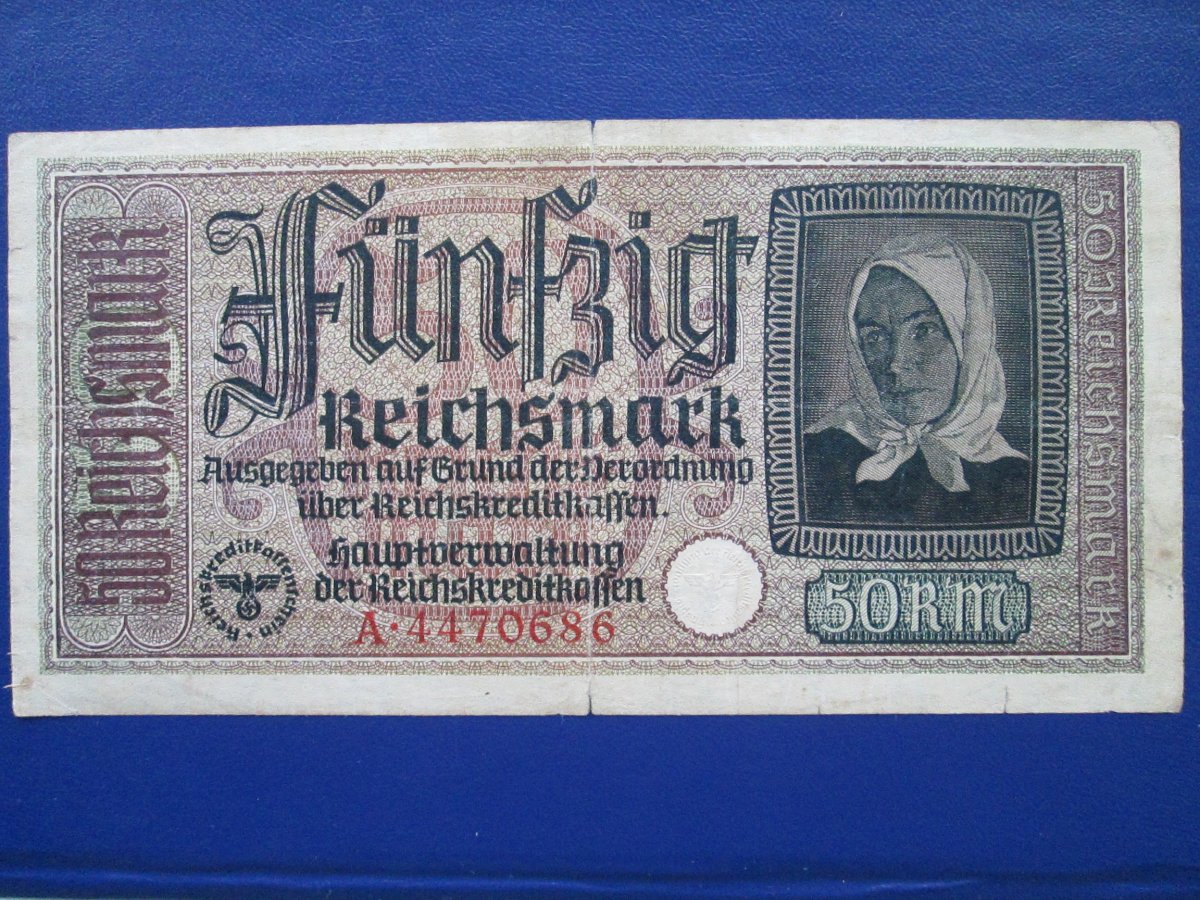 50 Reichsmark
Fünfzig
Reichsmark
Ausgegeben auf Grund der Verordnung
über Reichskreditkassen.
Hauptverwaltung
der Reichskreditkassen
A·4470686
Reichskreditkassenschein
50 RM
50 Reichsmark